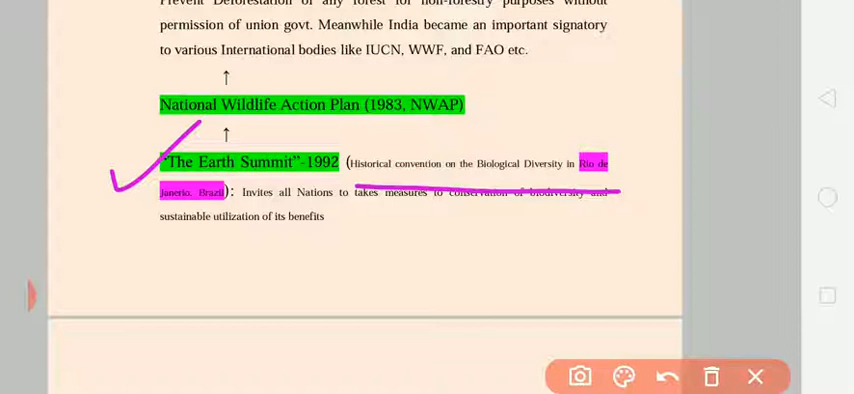 Prevent Deforestation of any forest for non-forestry purposes without
permission of union govt. Meanwhile India became an important signatory
to various International bodies like IUCN, WWF, and FAO etc.
↑
National Wildlife Action Plan (1983, NWAP)
↑
“The Earth Summit”-1992 (Historical convention on the Biological Diversity in Rio de
Janerio, Brazil): Invites all Nations to takes measures to conservation of biodiversity and
sustainable utilization of its benefits